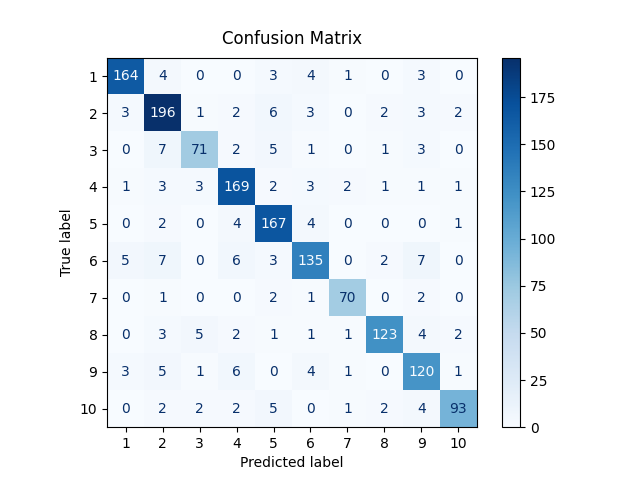 Confusion Matrix
1 164 4 0 0 3 4 1 0 3 0
2 3 196 1 2 6 3 0 2 3 2
3 0 7 71 2 5 1 0 1 3 0
4 1 3 3 169 2 3 2 1 1 1
5 0 2 0 4 167 4 0 0 0 1
6 5 7 0 6 3 135 0 2 7 0
7 0 1 0 0 2 1 70 0 2 0
8 0 3 5 2 1 1 1 123 4 2
9 3 5 1 6 0 4 1 0 120 1
10 0 2 2 2 5 0 1 2 4 93
1 2 3 4 5 6 7 8 9 10
Predicted label
True label
175
150
125
100
75
50
25
0